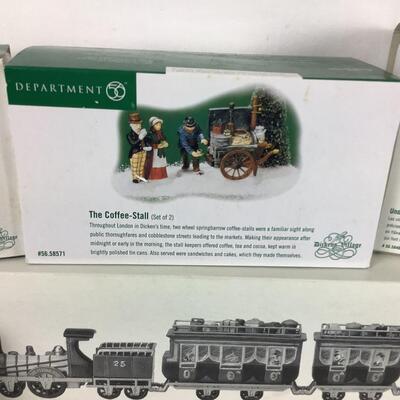 DEPARTMENT 56
The Coffee-Stall (Set of 2)
Throughout London in Dicken's time, two wheel springbarrow coffee-stalls were a familiar sight along
public thoroughfares and cobblestone streets leading to the markets. Making their appearance after
midnight or early in the morning, the stall keepers offered coffee, tea and cocoa, kept warm in
brightly polished tin cans. Also served were sandwiches and cakes, which they made themselves.
#56.58571
Dickens' Village
#56.584
25